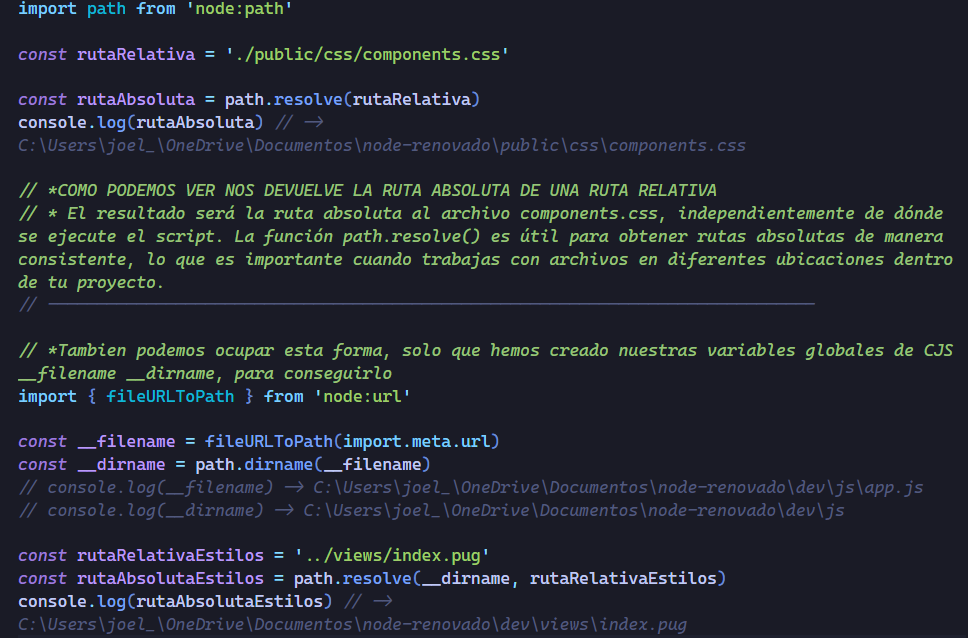 import path from 'node:path'
const rutaRelativa = './public/css/components.css'
const rutaAbsoluta = path.resolve(rutaRelativa)
console.log(rutaAbsoluta) // —>
C:\Users\joel_\OneDrive\Documentos\node-renovado\public\css\components.css
// *COMO PODEMOS VER NOS DEVUELVE LA RUTA ABSOLUTA DE UNA RUTA RELATIVA
// * El resultado será la ruta absoluta al archivo components.css, independientemente de dónde
se ejecute el script. La función path.resolve() es útil para obtener rutas absolutas de manera
consistente, lo que es importante cuando trabajas con archivos en diferentes ubicaciones dentro
de tu proyecto.
// ——————————————————————————————————————
// *Tambien podemos ocupar esta forma, solo que hemos creado nuestras variables globales de CJS
__filename __dirname, para conseguirlo
import { fileURLToPath } from 'node:url'
const __filename = fileURLToPath(import.meta.url)
const __dirname = path.dirname(__filename)
// console.log(__filename) —> C:\Users\joel_\OneDrive\Documentos\node-renovado\dev\js\app.js
// console.log(__dirname) —> C:\Users\joel_\OneDrive\Documentos\node-renovado\dev\js
const rutaRelativaEstilos = '../views/index.pug'
const rutaAbsolutaEstilos = path.resolve(__dirname, rutaRelativaEstilos)
console.log(rutaAbsolutaEstilos) // —>
C:\Users\joel_\OneDrive\Documentos\node-renovado\dev\views\index.pug